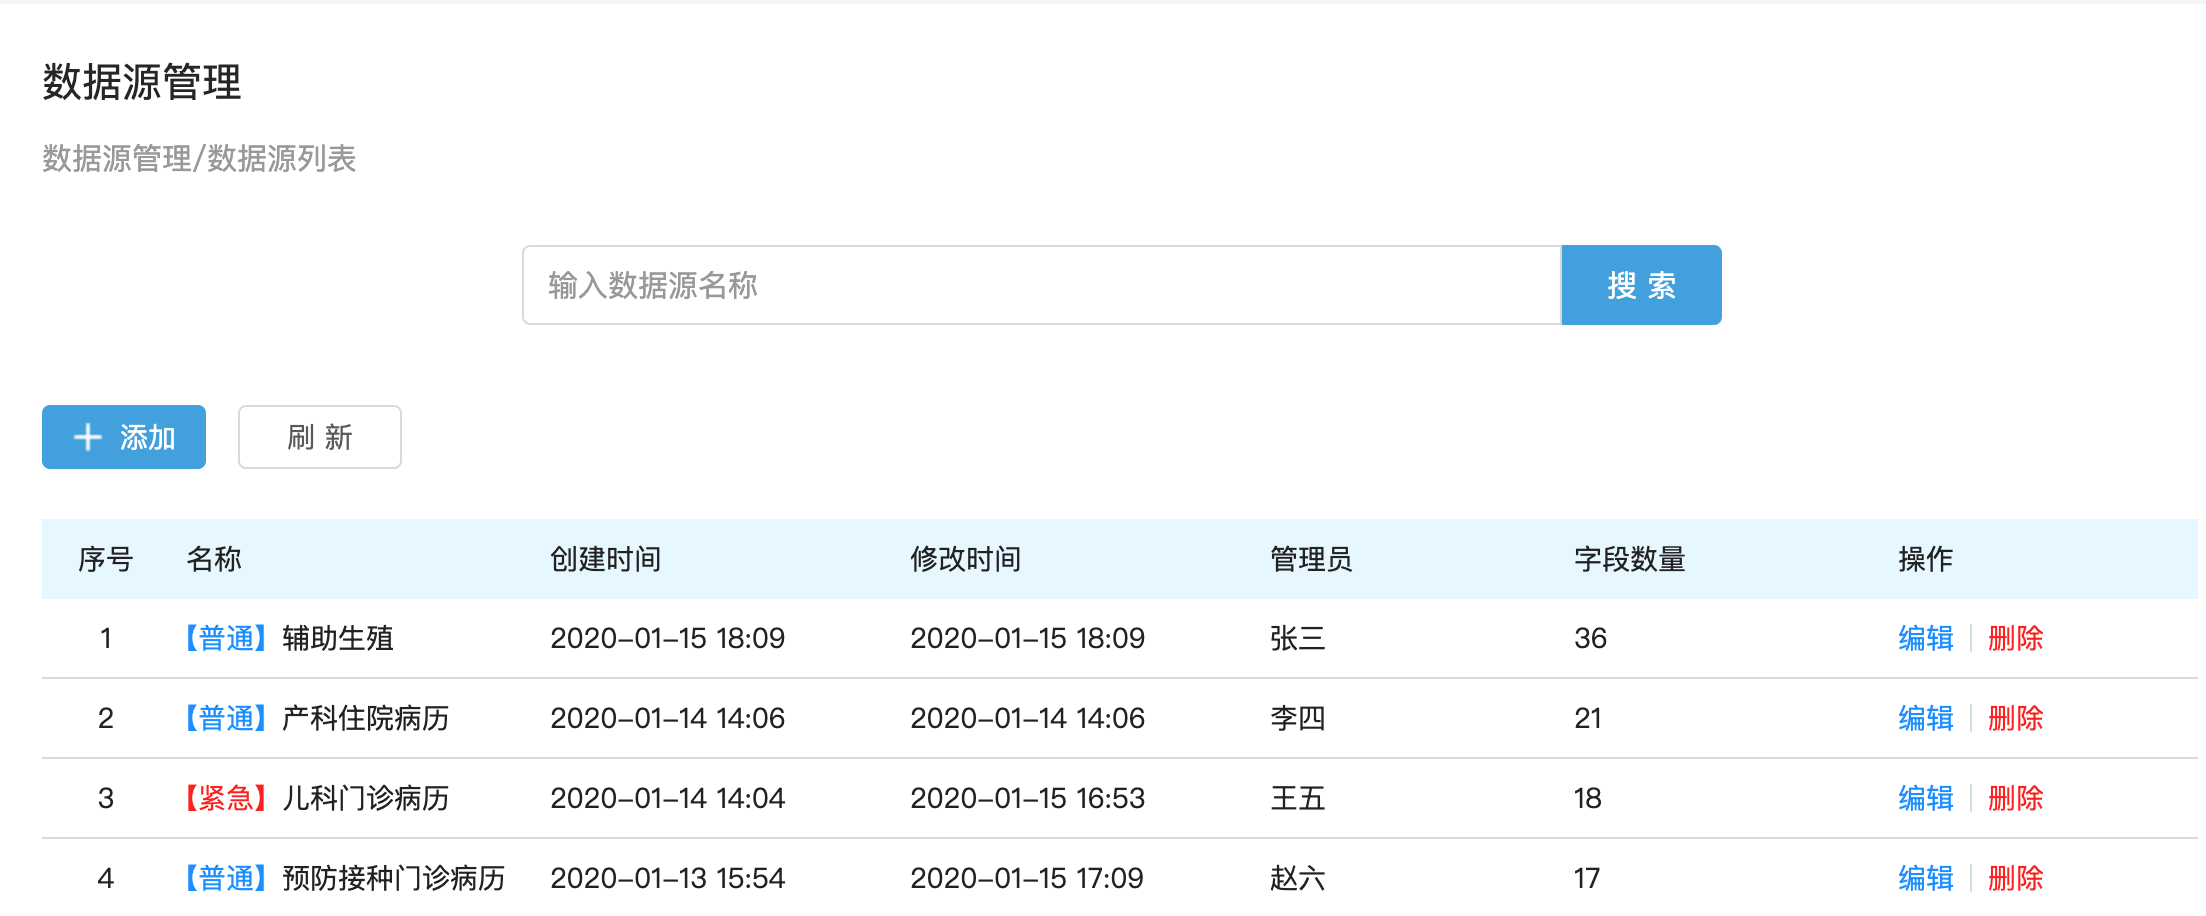 数据源管理
数据源管理/数据源列表
输入数据源名称 搜 索
添加 刷 新
序号 名称 创建时间 修改时间 管理员 字段数量 操作
1 【普通】辅助生殖 2020-01-15 18:09 2020-01-15 18:09 张三 36 编辑 删除
2 【普通】产科住院病历 2020-01-14 14:06 2020-01-14 14:06 李四 21 编辑 删除
3 【紧急】儿科门诊病历 2020-01-14 14:04 2020-01-15 16:53 王五 18 编辑 删除
4 【普通】预防接种门诊病历 2020-01-13 15:54 2020-01-15 17:09 赵六 17 编辑 删除